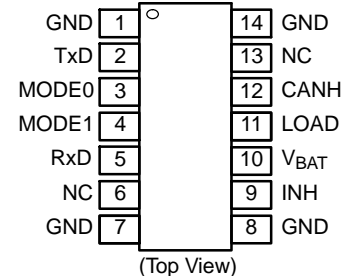 GND 1 14 GND
TxD 2 13 NC
MODE0 3 12 CANH
MODE1 4 11 LOAD
RxD 5 10 VBAT
NC 6 9 INH
GND 7 8 GND
(Top View)